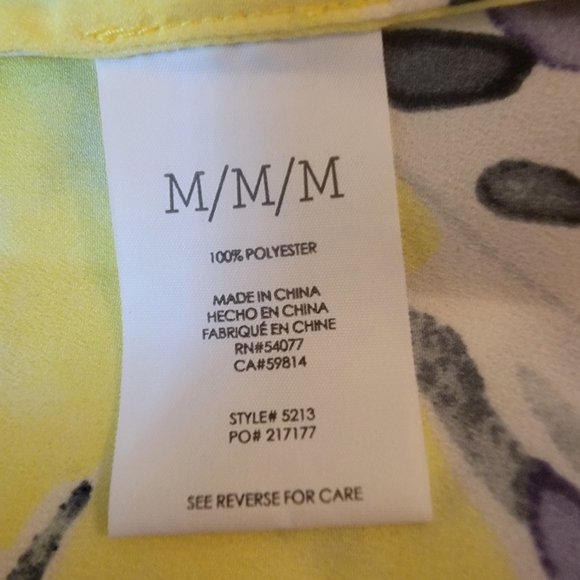 M/M/M
100% POLYESTER
MADE IN CHINA
HECHO EN CHINA
FABRIQUÉ EN CHINE
RN#54077
CA#59814
STYLE# 5213
PO# 217177
SEE REVERSE FOR CARE